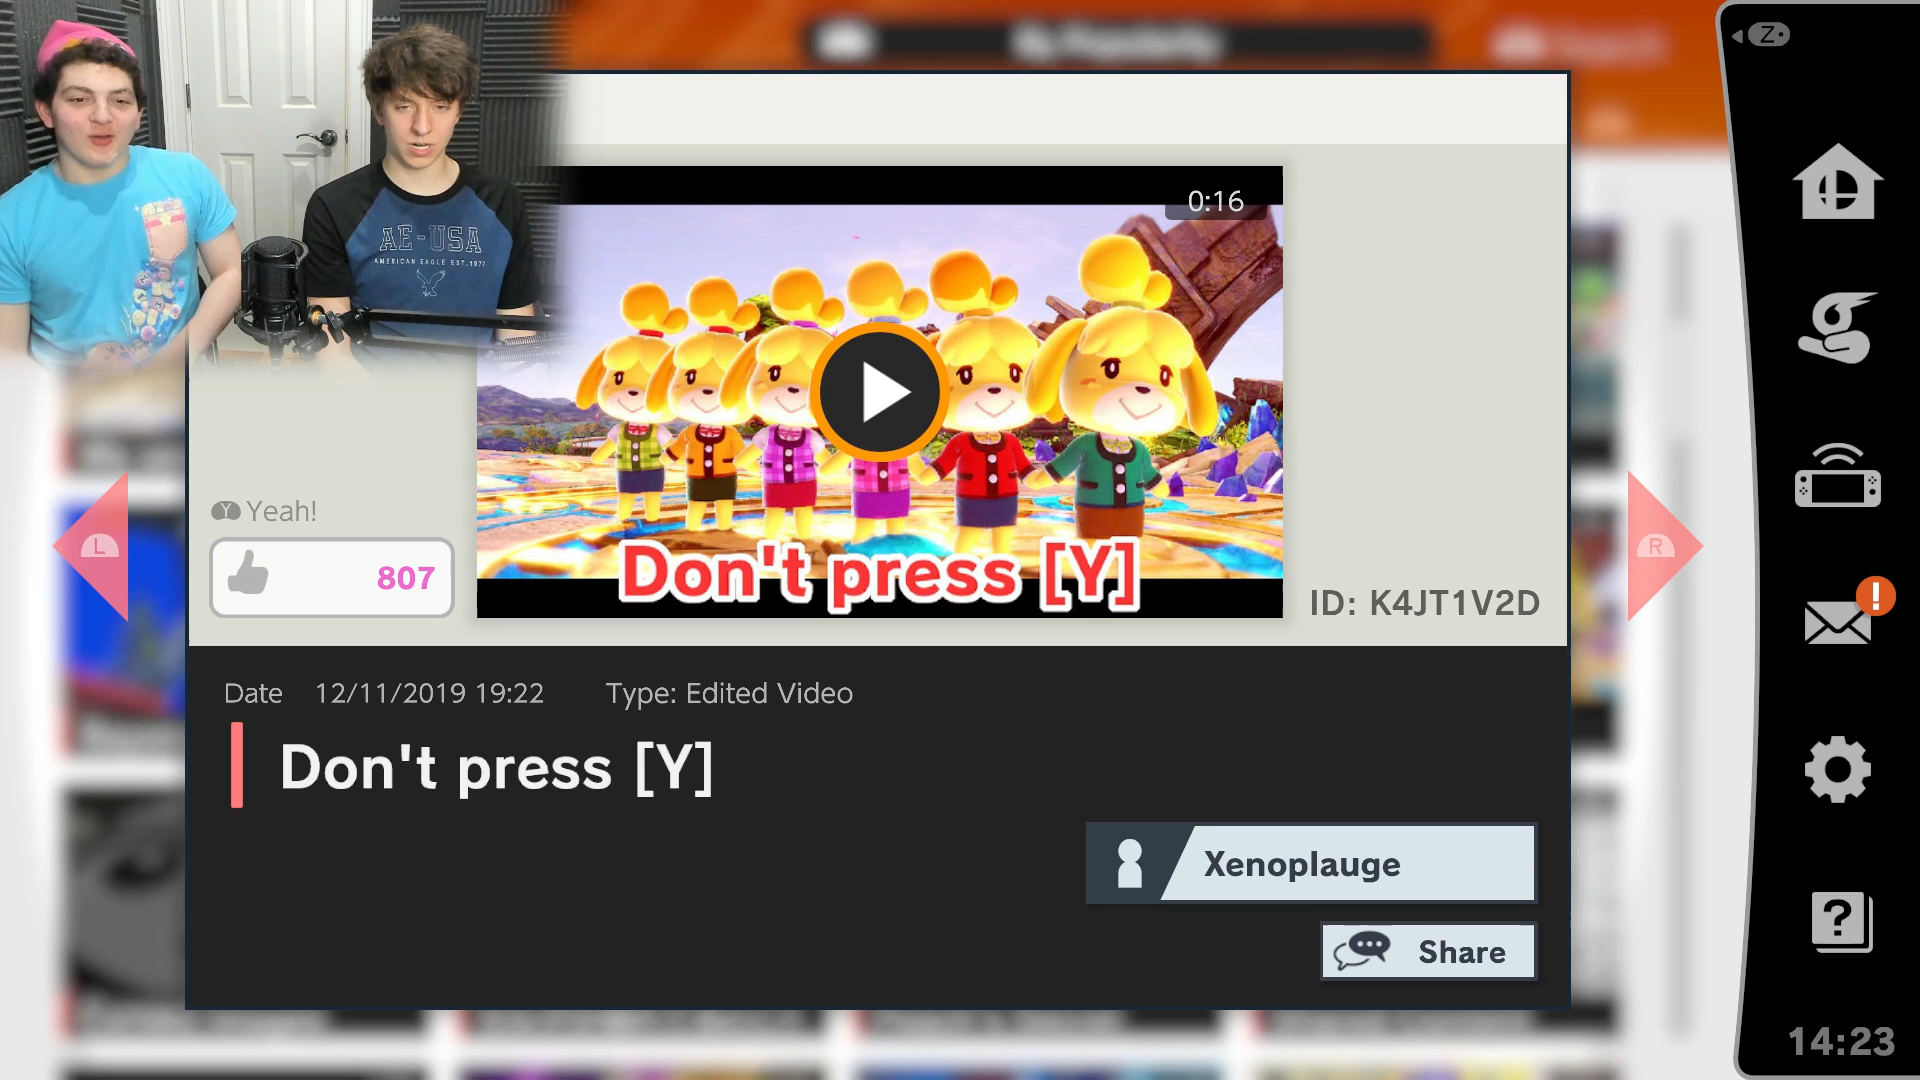 Z
AE-USA
AMERICAN EAGLE EST.1977
0:16
Y Yeah!
807
Don't press [Y]
ID: K4JT1V2D
L
R
Date 12/11/2019 19:22 Type: Edited Video
Don't press [Y]
Xenoplauge
Share
14:23